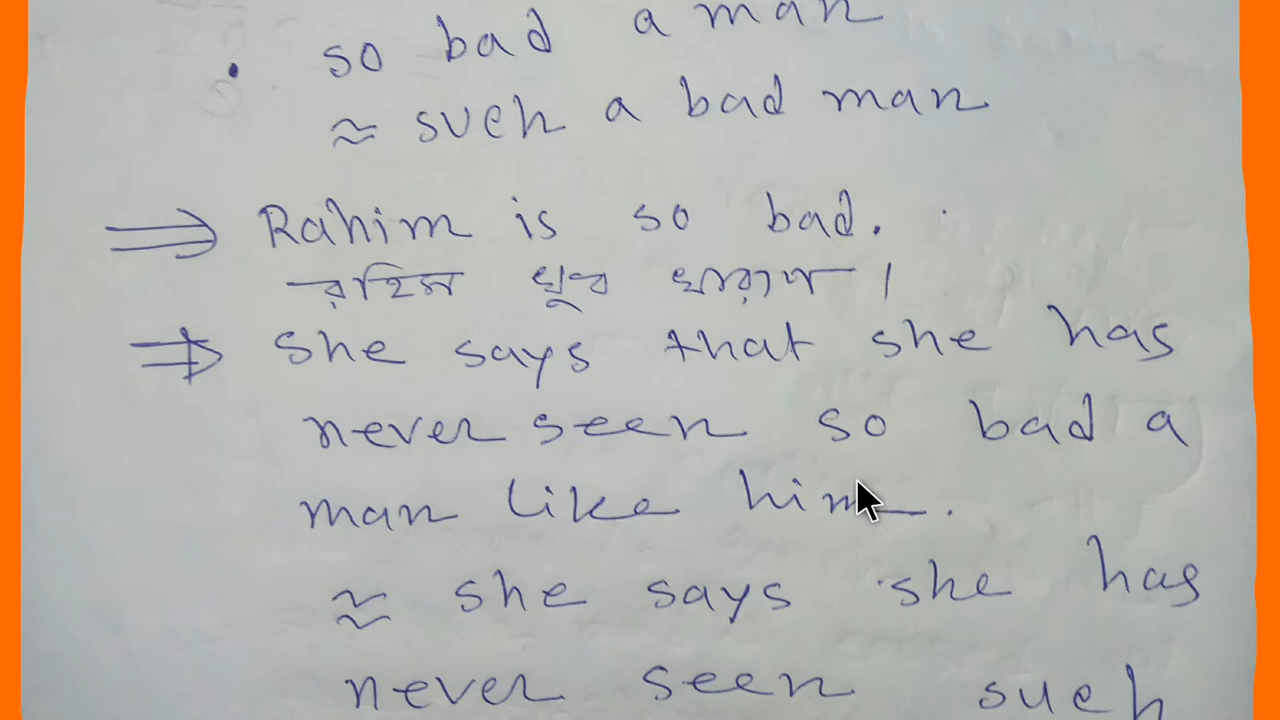 so bad a man
≈ such a bad man
⇒ Rahim is so bad.
রহিম খুব খারাপ।
⇒ She says that she has
never seen so bad a
man like him.
≈ she says she has
never seen such